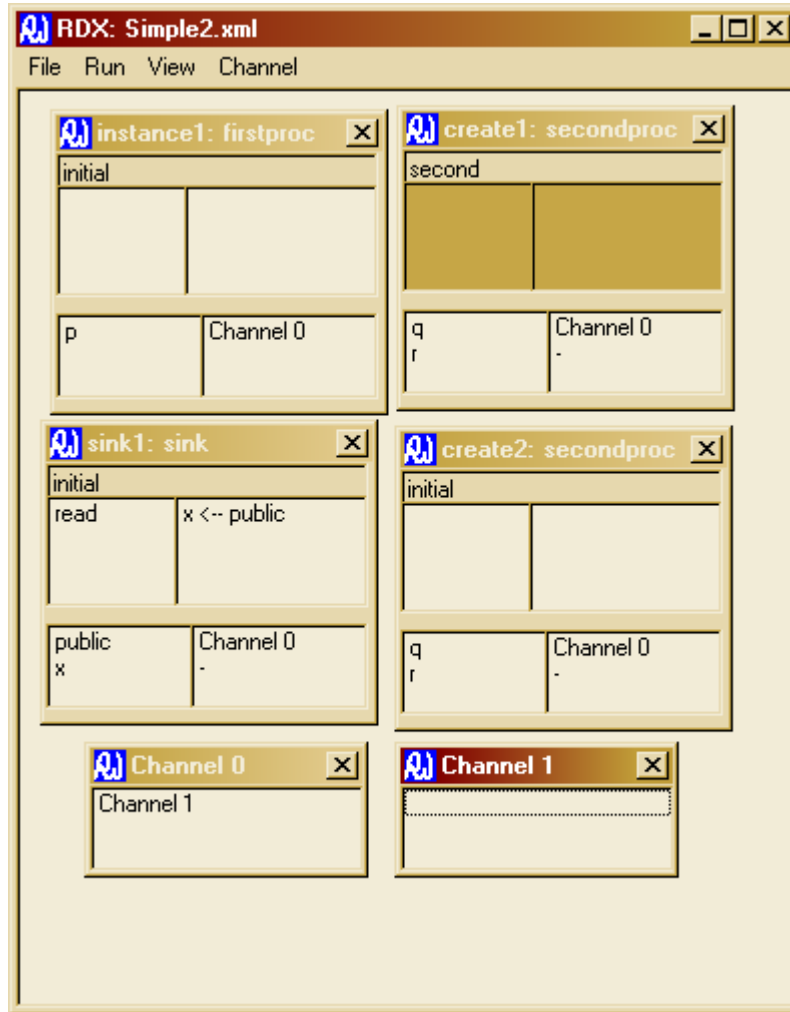 RDX: Simple2.xml
File Run View Channel
instance1: firstproc
initial
p Channel 0
create1: secondproc
second
q Channel 0
r -
sink1: sink
initial
read x <-- public
public Channel 0
x -
create2: secondproc
initial
q Channel 0
r -
Channel 0
Channel 1
Channel 1